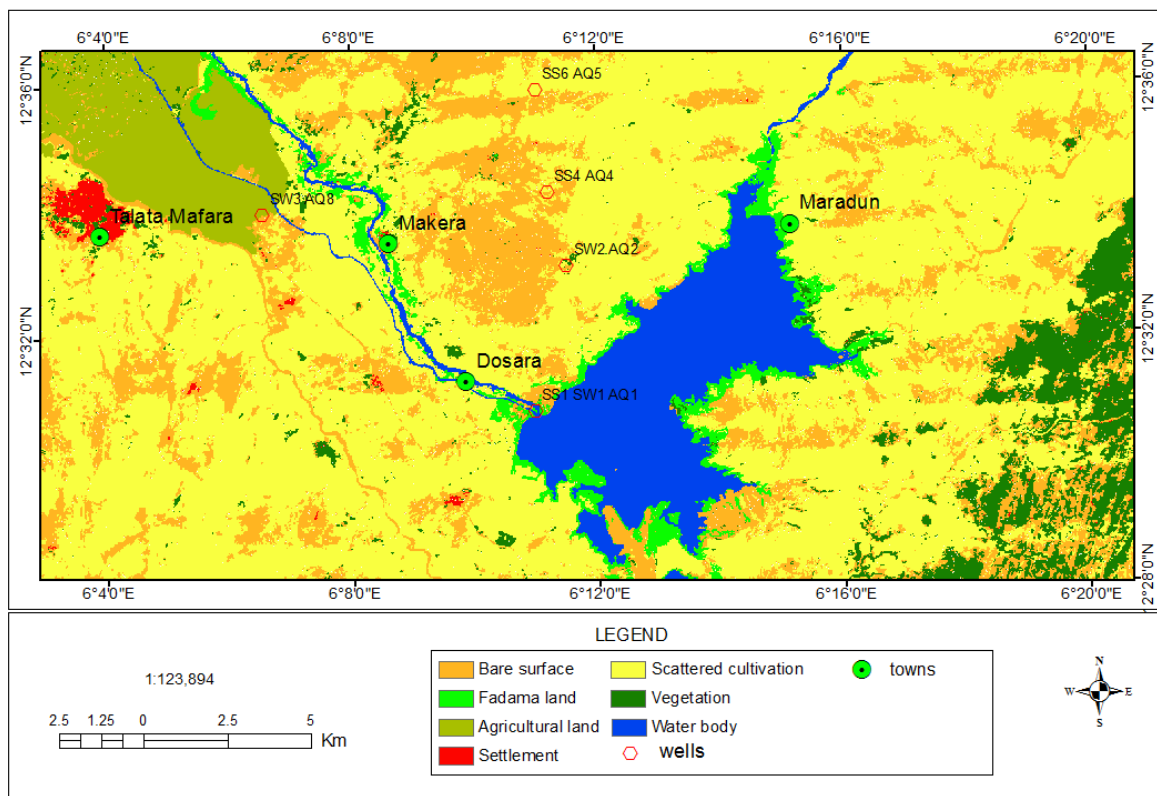 6°4'0"E 6°8'0"E 6°12'0"E 6°16'0"E 6°20'0"E
12°36'0"N 12°36'0"N
SS6 AQ5
SS4 AQ4
SW3 AQ8
Talata Mafara Makera Maradun
SW2 AQ2
12°32'0"N 12°32'0"N
Dosara
SS1 SW1 AQ1
12°28'0"N
6°4'0"E 6°8'0"E 6°12'0"E 6°16'0"E 6°20'0"E
LEGEND
1:123,894
2.5 1.25 0 2.5 5
Km
Bare surface Scattered cultivation towns
Fadama land Vegetation
Agricultural land Water body
Settlement wells
N
W E
S